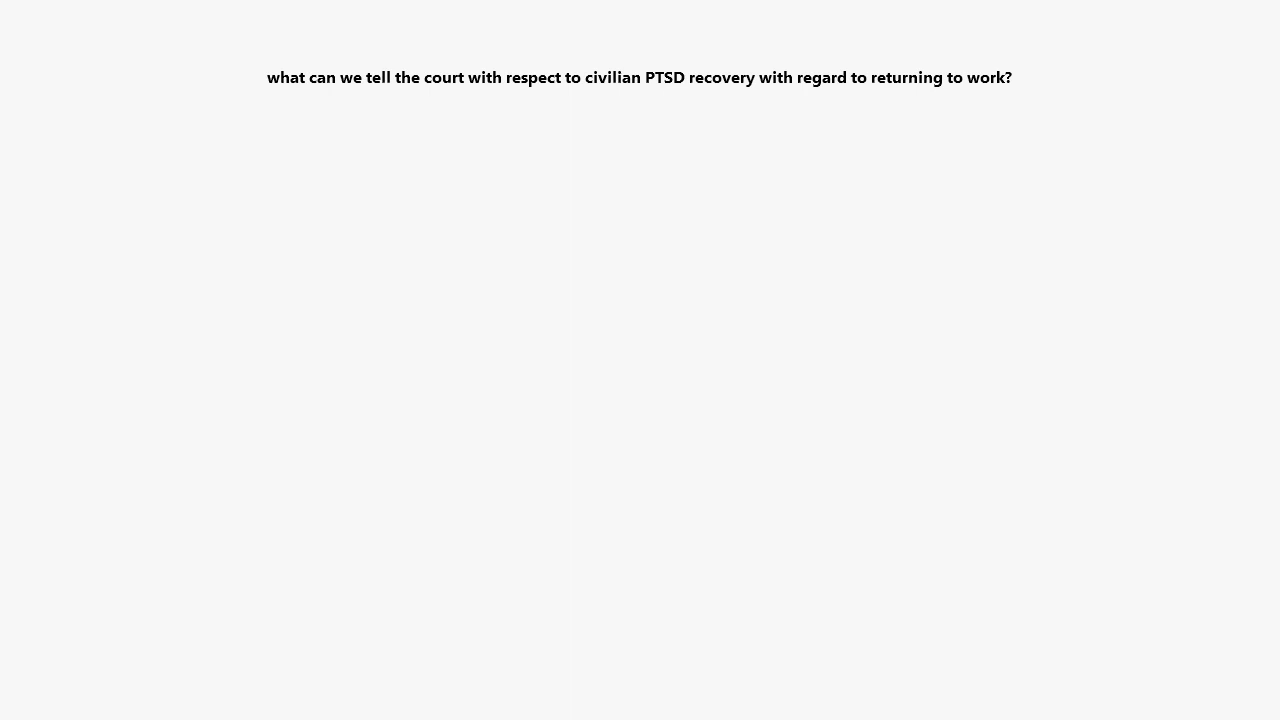 what can we tell the court with respect to civilian PTSD recovery with regard to returning to work?